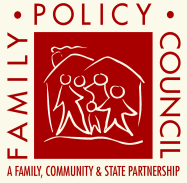 FAMILY • POLICY • COUNCIL
A FAMILY, COMMUNITY & STATE PARTNERSHIP